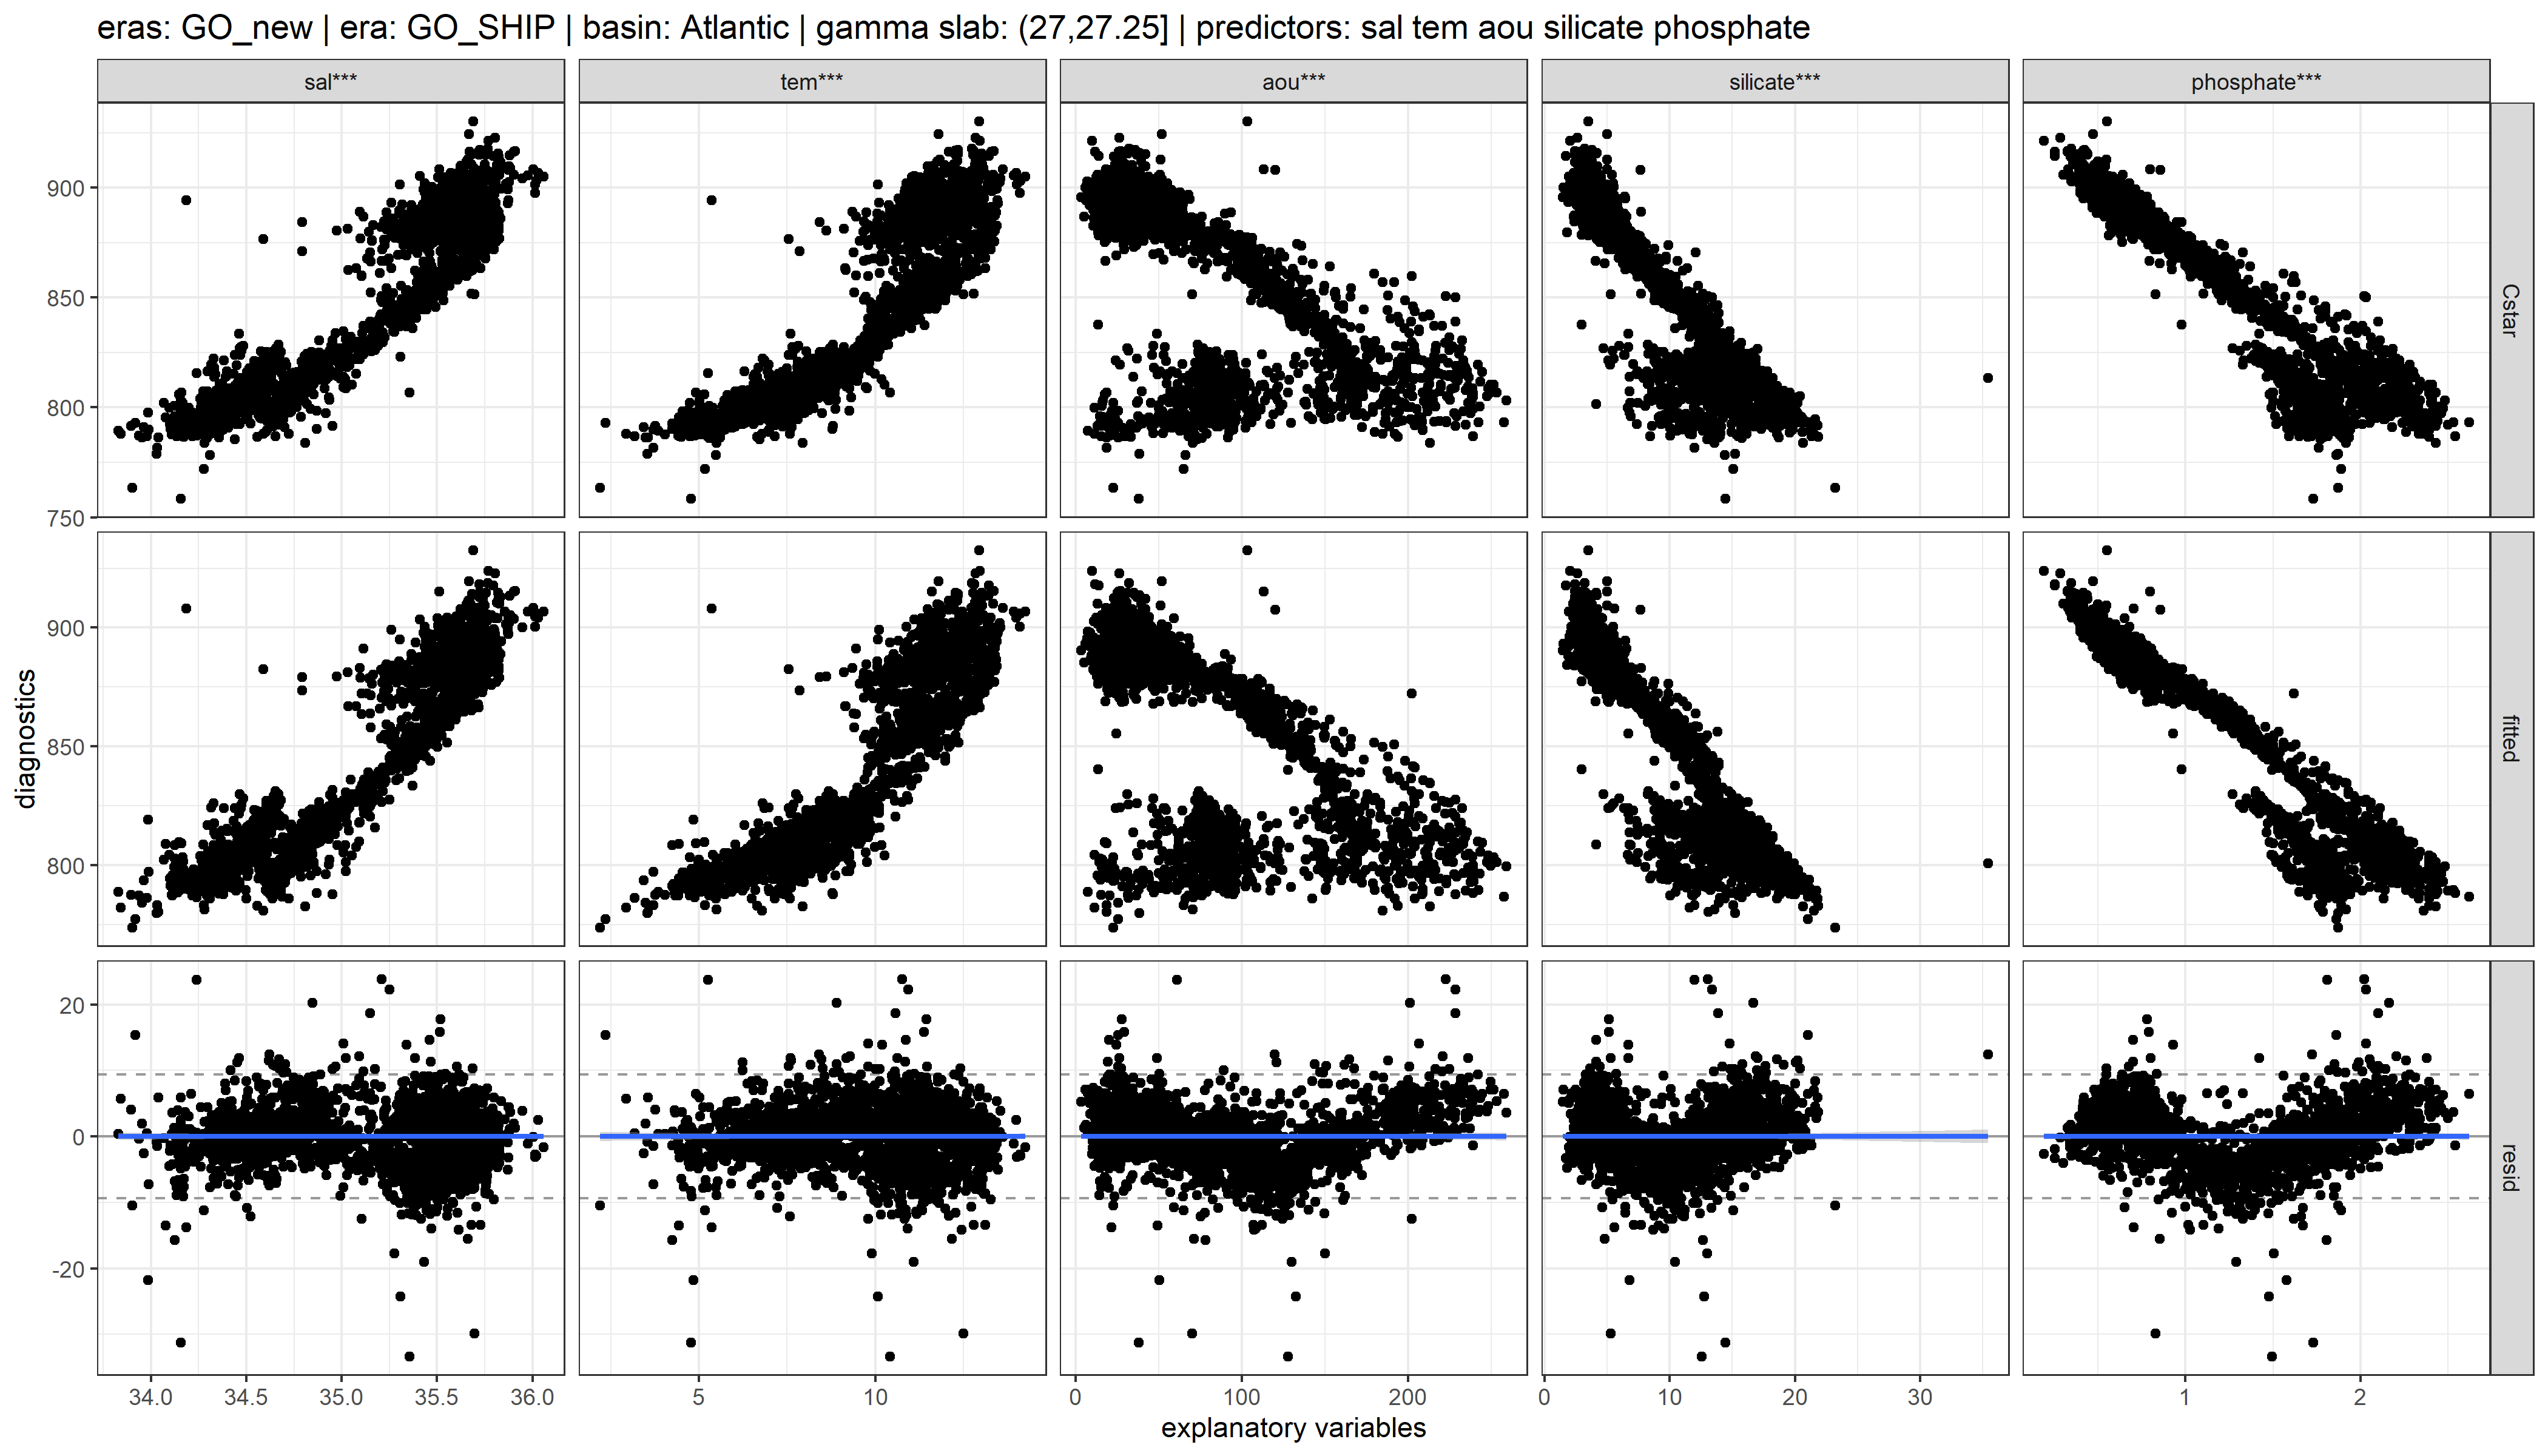 eras: GO_new | era: GO_SHIP | basin: Atlantic | gamma slab: (27,27.25] | predictors: sal tem aou silicate phosphate
sal*** tem*** aou*** silicate*** phosphate***
900
850
800
750
Cstar
900
850
800
fitted
diagnostics
20
0
-20
resid
34.0 34.5 35.0 35.5 36.0 5 10 0 100 200 0 10 20 30 1 2
explanatory variables